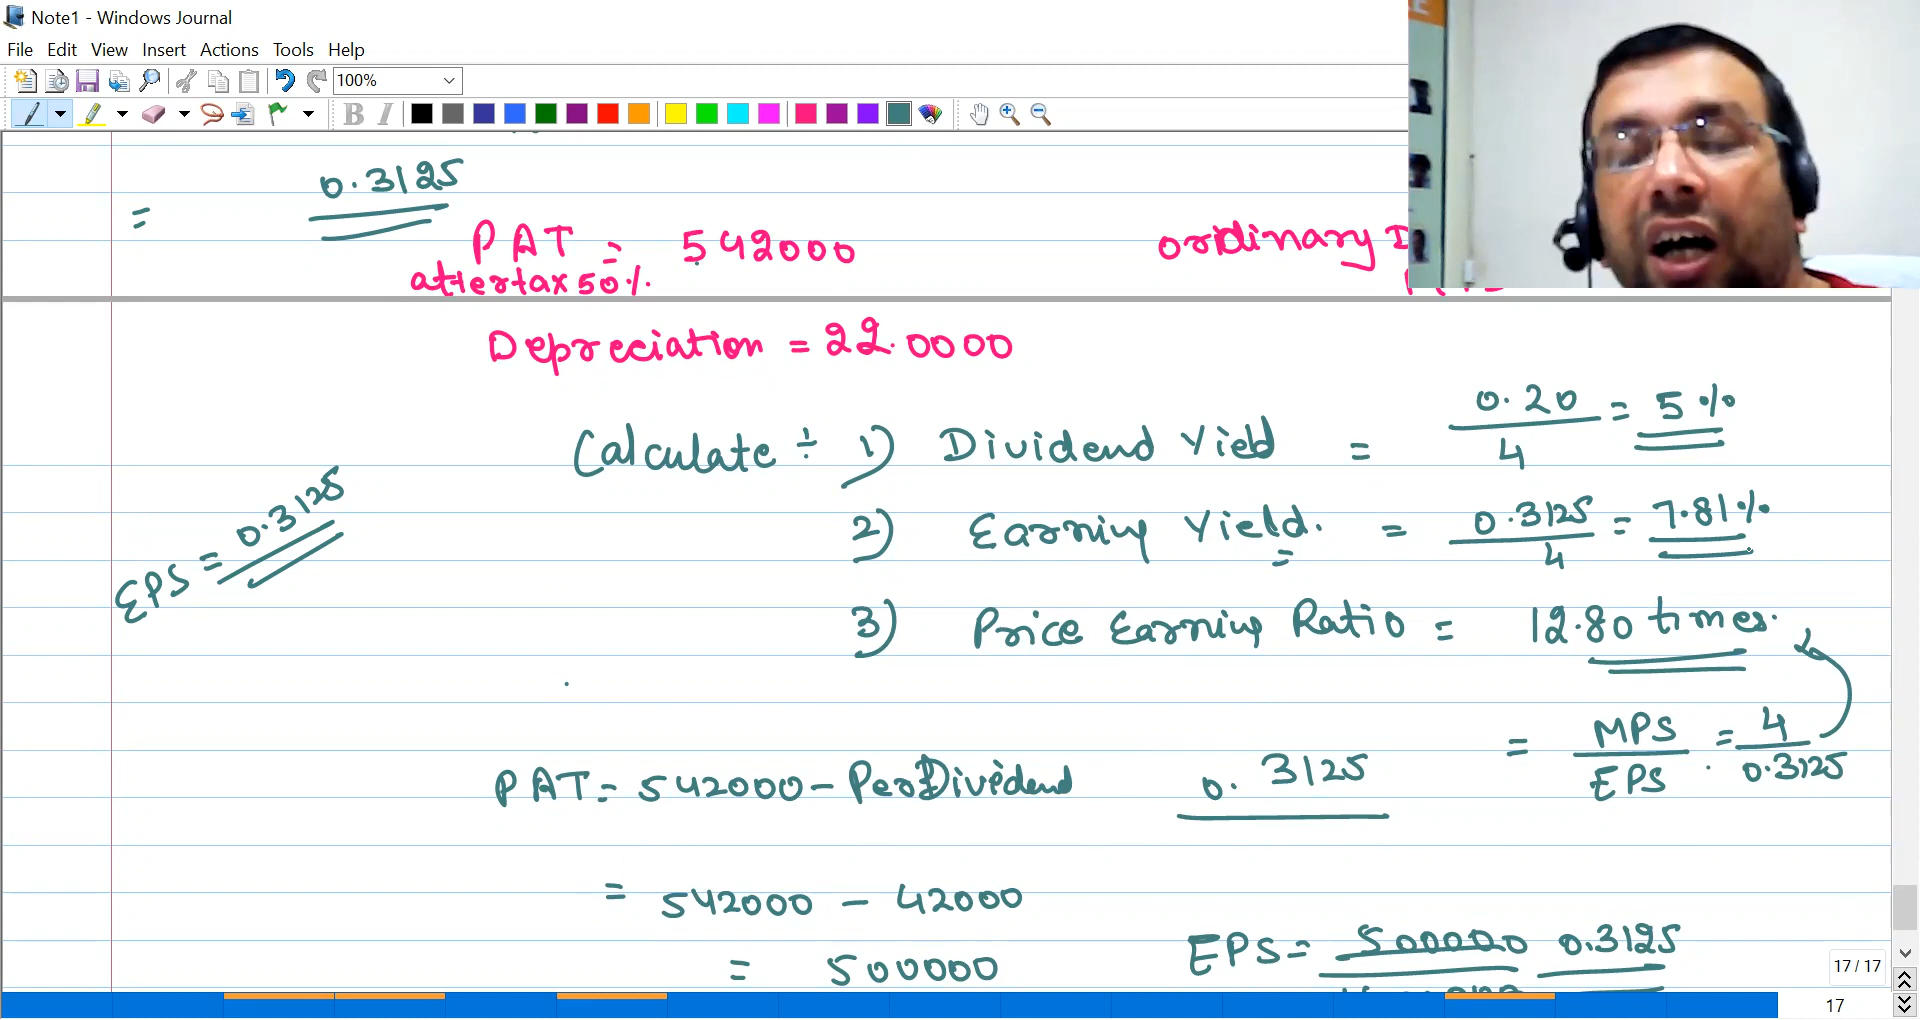 Note1 - Windows Journal
File Edit View Insert Actions Tools Help
100%
B I
= 0.3125
PAT = 542000
after tax 50%.
ordinary D
Depreciation = 22.0000
Calculate ÷ 1) Dividend Yield = 0.20 / 4 = 5%
2) Earning Yield. = 0.3125 / 4 = 7.81%
EPS = 0.3125
3) Price Earning Ratio = 12.80 times.
= MPS / EPS = 4 / 0.3125
PAT = 542000 - Dividend 0.3125
= 542000 - 42000
= 500000
EPS = 500000 0.3125
17 / 17
17